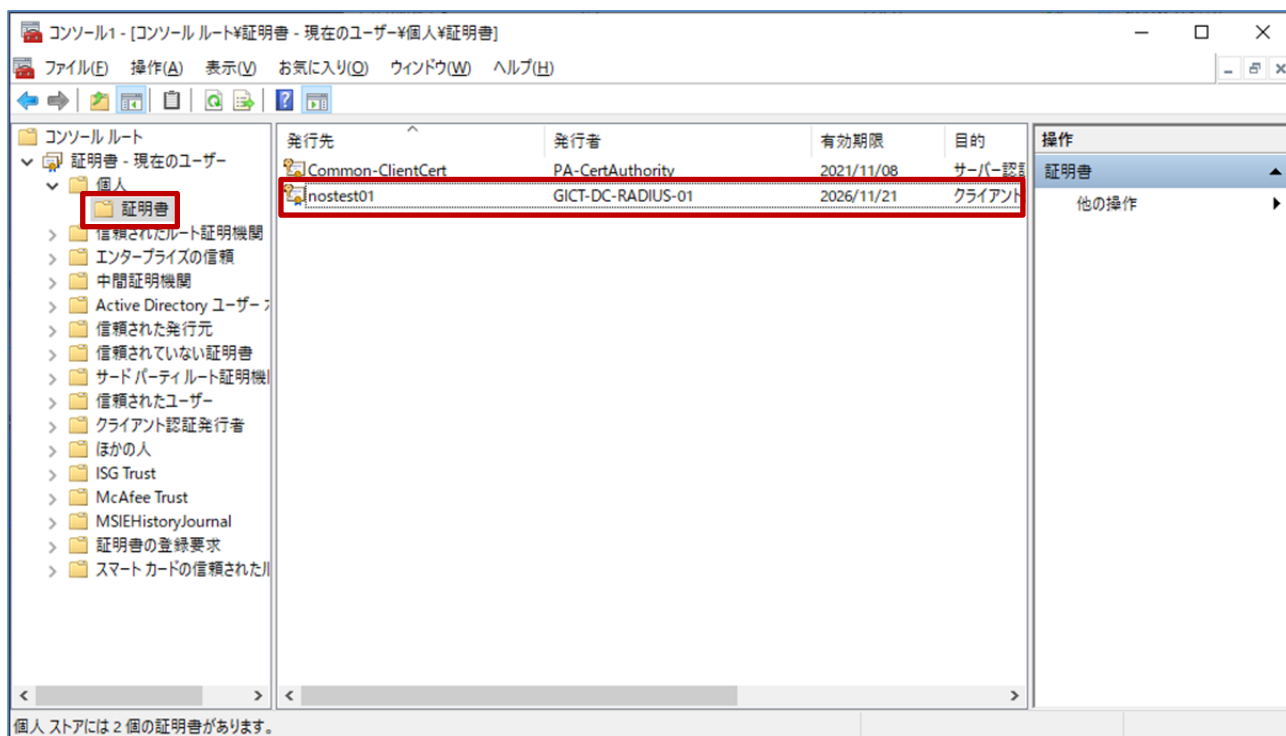 コンソール1 - [コンソール ルート¥証明書 - 現在のユーザー¥個人¥証明書]
ファイル(F) 操作(A) 表示(V) お気に入り(O) ウィンドウ(W) ヘルプ(H)
コンソール ルート
証明書 - 現在のユーザー
個人
証明書
信頼されたルート証明機関
エンタープライズの信頼
中間証明機関
Active Directory ユーザー
信頼された発行元
信頼されていない証明書
サード パーティ ルート証明機
信頼されたユーザー
クライアント認証発行者
ほかの人
ISG Trust
McAfee Trust
MSIEHistoryJournal
証明書の登録要求
スマート カードの信頼された
発行先 発行者 有効期限 目的
Common-ClientCert PA-CertAuthority 2021/11/08 サーバー認証
nostest01 GICT-DC-RADIUS-01 2026/11/21 クライアント
操作
証明書
他の操作
個人 ストアには 2 個の証明書があります。